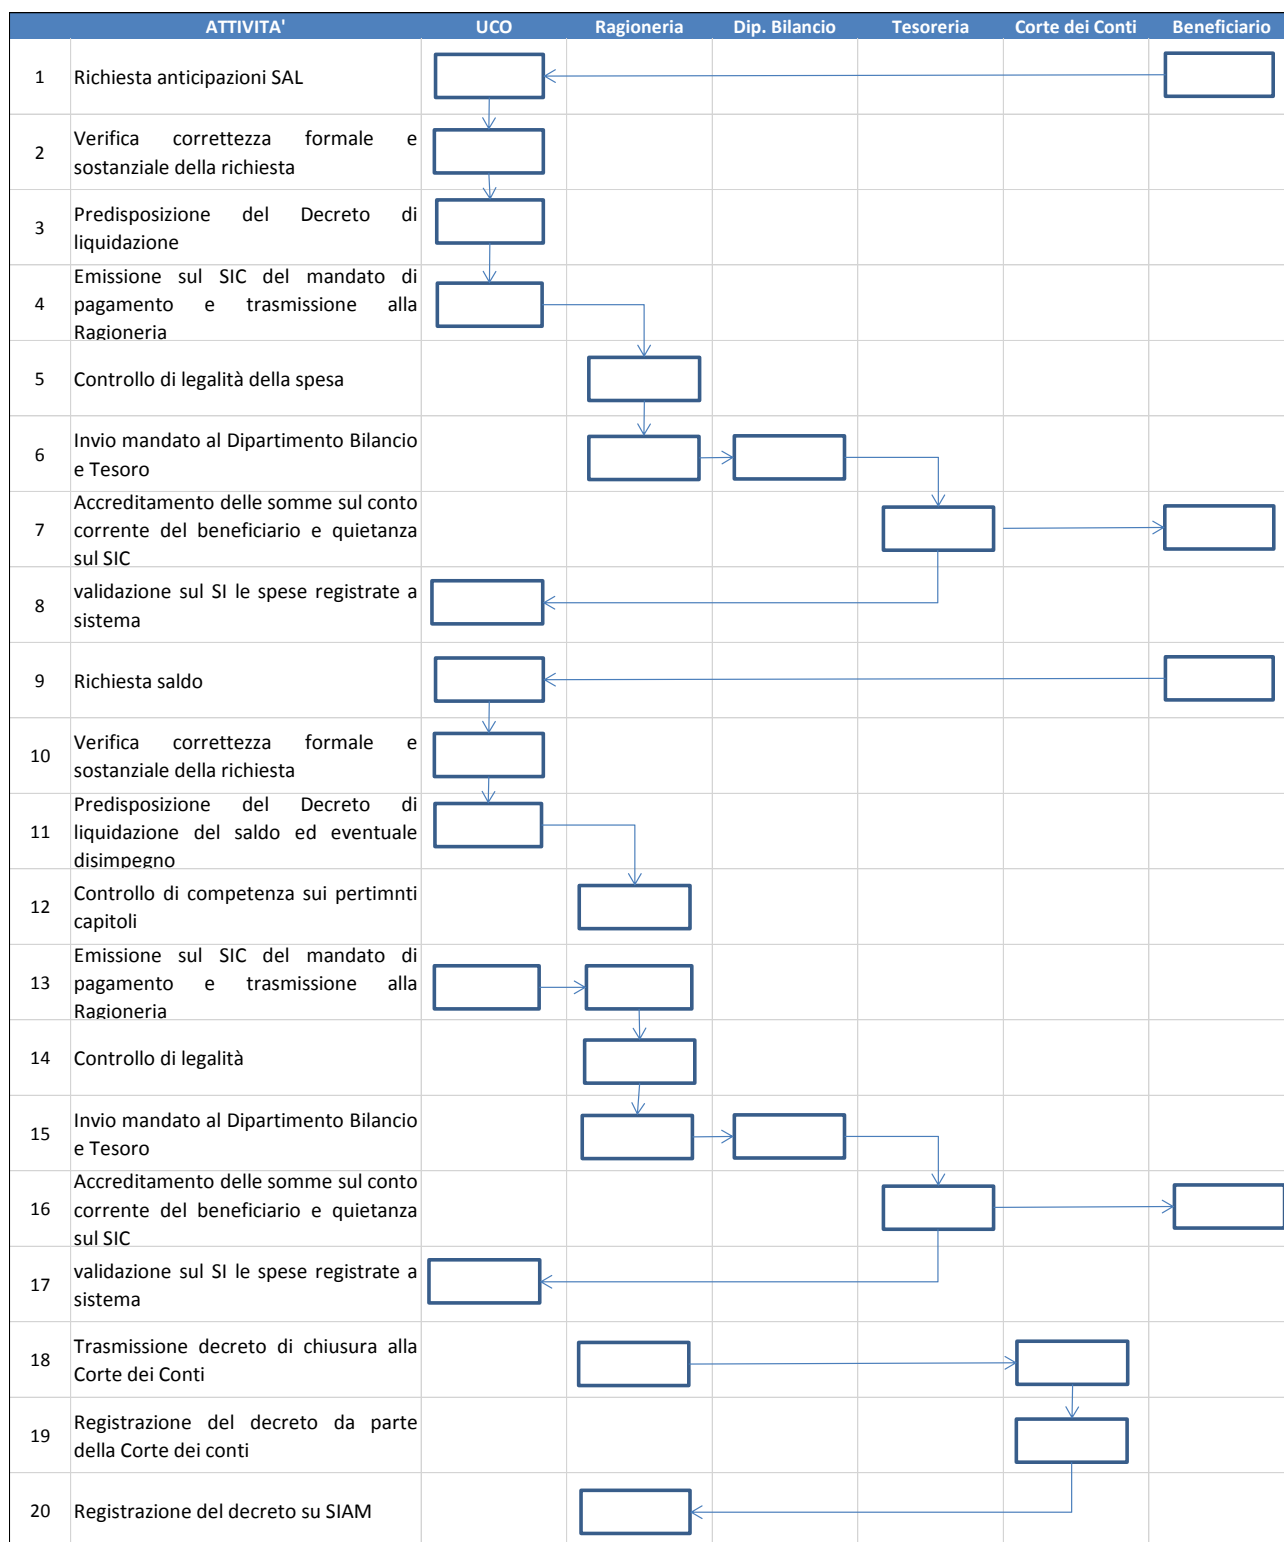 ATTIVITA' UCO Ragioneria Dip. Bilancio Tesoreria Corte dei Conti Beneficiario
1 Richiesta anticipazioni SAL
2 Verifica correttezza formale e
sostanziale della richiesta
3 Predisposizione del Decreto di
liquidazione
4 Emissione sul SIC del mandato di
pagamento e trasmissione alla
Ragioneria
5 Controllo di legalità della spesa
6 Invio mandato al Dipartimento Bilancio
e Tesoro
7 Accreditamento delle somme sul conto
corrente del beneficiario e quietanza
sul SIC
8 validazione sul SI le spese registrate a
sistema
9 Richiesta saldo
10 Verifica correttezza formale e
sostanziale della richiesta
11 Predisposizione del Decreto di
liquidazione del saldo ed eventuale
disimpegno
12 Controllo di competenza sui pertimnti
capitoli
13 Emissione sul SIC del mandato di
pagamento e trasmissione alla
Ragioneria
14 Controllo di legalità
15 Invio mandato al Dipartimento Bilancio
e Tesoro
16 Accreditamento delle somme sul conto
corrente del beneficiario e quietanza
sul SIC
17 validazione sul SI le spese registrate a
sistema
18 Trasmissione decreto di chiusura alla
Corte dei Conti
19 Registrazione del decreto da parte
della Corte dei conti
20 Registrazione del decreto su SIAM